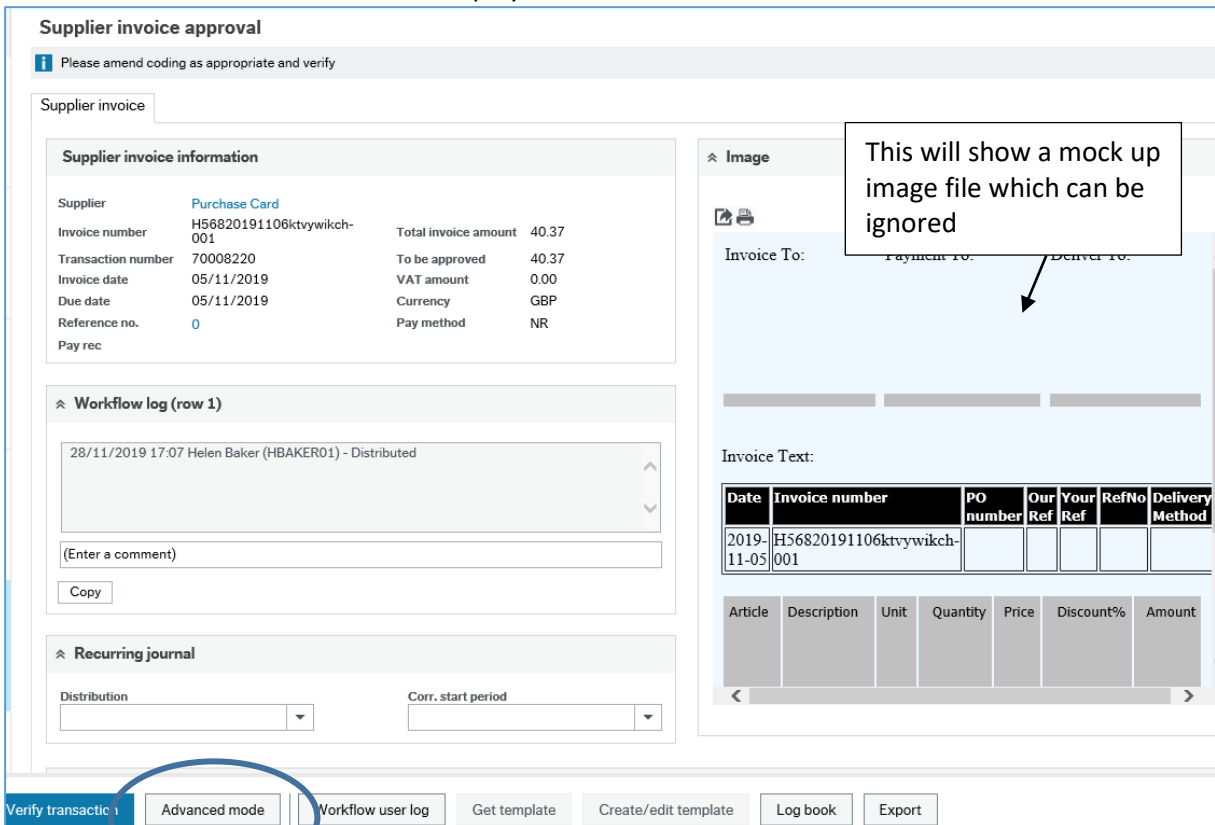 Supplier invoice approval
Please amend coding as appropriate and verify
Supplier invoice
Supplier invoice information
Supplier Purchase Card
Invoice number H56820191106ktvywikch-
001 Total invoice amount 40.37
Transaction number 70008220 To be approved 40.37
Invoice date 05/11/2019 VAT amount 0.00
Due date 05/11/2019 Currency GBP
Reference no. 0 Pay method NR
Pay rec
Workflow log (row 1)
28/11/2019 17:07 Helen Baker (HBAKER01) - Distributed
(Enter a comment)
Copy
Recurring journal
Distribution Corr. start period
Image
This will show a mock up
image file which can be
ignored
Invoice To: Payment To: Deliver To:
Invoice Text:
Date Invoice number PO Our Your RefNo Delivery
number Ref Ref Method
2019- H56820191106ktvywikch-
11-05 001
Article Description Unit Quantity Price Discount% Amount
Verify transaction Advanced mode Workflow user log Get template Create/edit template Log book Export